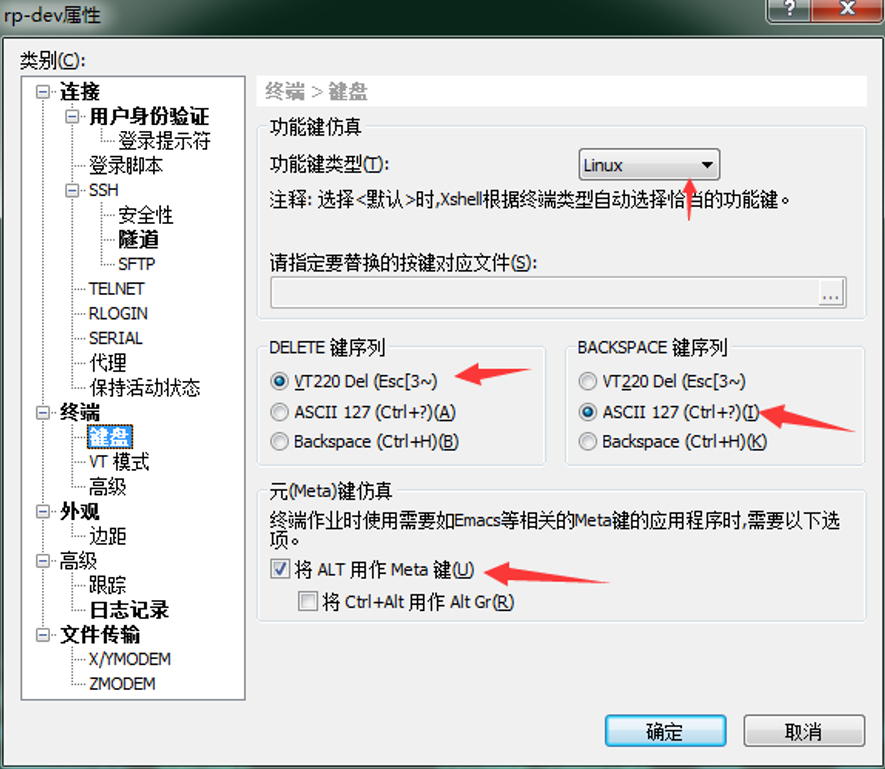 rp-dev属性
?
类别(C):
连接
用户身份验证
登录提示符
登录脚本
SSH
安全性
隧道
SFTP
TELNET
RLOGIN
SERIAL
代理
保持活动状态
终端
键盘
VT 模式
高级
外观
边距
高级
跟踪
日志记录
文件传输
X/YMODEM
ZMODEM
终端 > 键盘
功能键仿真
功能键类型(T):
Linux
注释: 选择<默认>时,Xshell根据终端类型自动选择恰当的功能键。
请指定要替换的按键对应文件(S):
...
DELETE 键序列
VT220 Del (Esc[3~)
ASCII 127 (Ctrl+?)(A)
Backspace (Ctrl+H)(B)
BACKSPACE 键序列
VT220 Del (Esc[3~)
ASCII 127 (Ctrl+?)(I)
Backspace (Ctrl+H)(K)
元(Meta)键仿真
终端作业时使用需要如Emacs等相关的Meta键的应用程序时,需要以下选
项。
将 ALT 用作 Meta 键(U)
将 Ctrl+Alt 用作 Alt Gr(R)
确定
取消